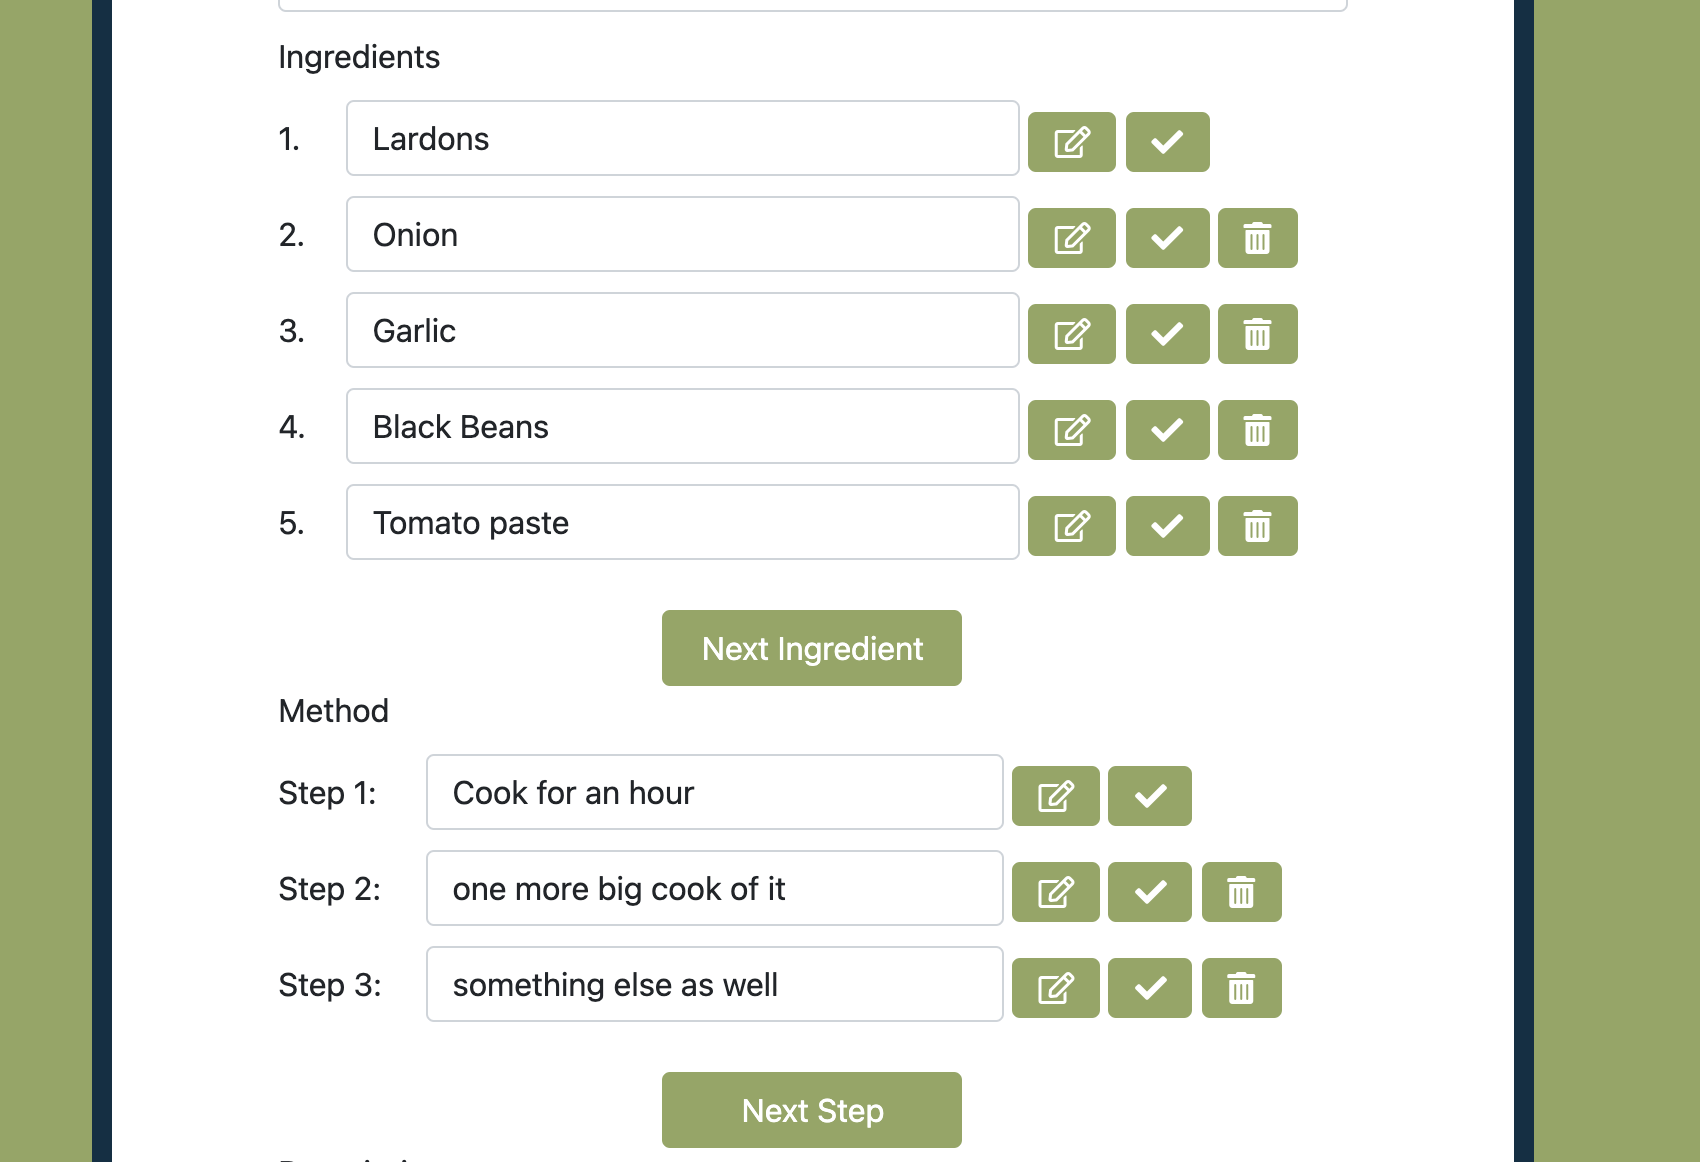 Ingredients
1. Lardons
2. Onion
3. Garlic
4. Black Beans
5. Tomato paste
Next Ingredient
Method
Step 1: Cook for an hour
Step 2: one more big cook of it
Step 3: something else as well
Next Step